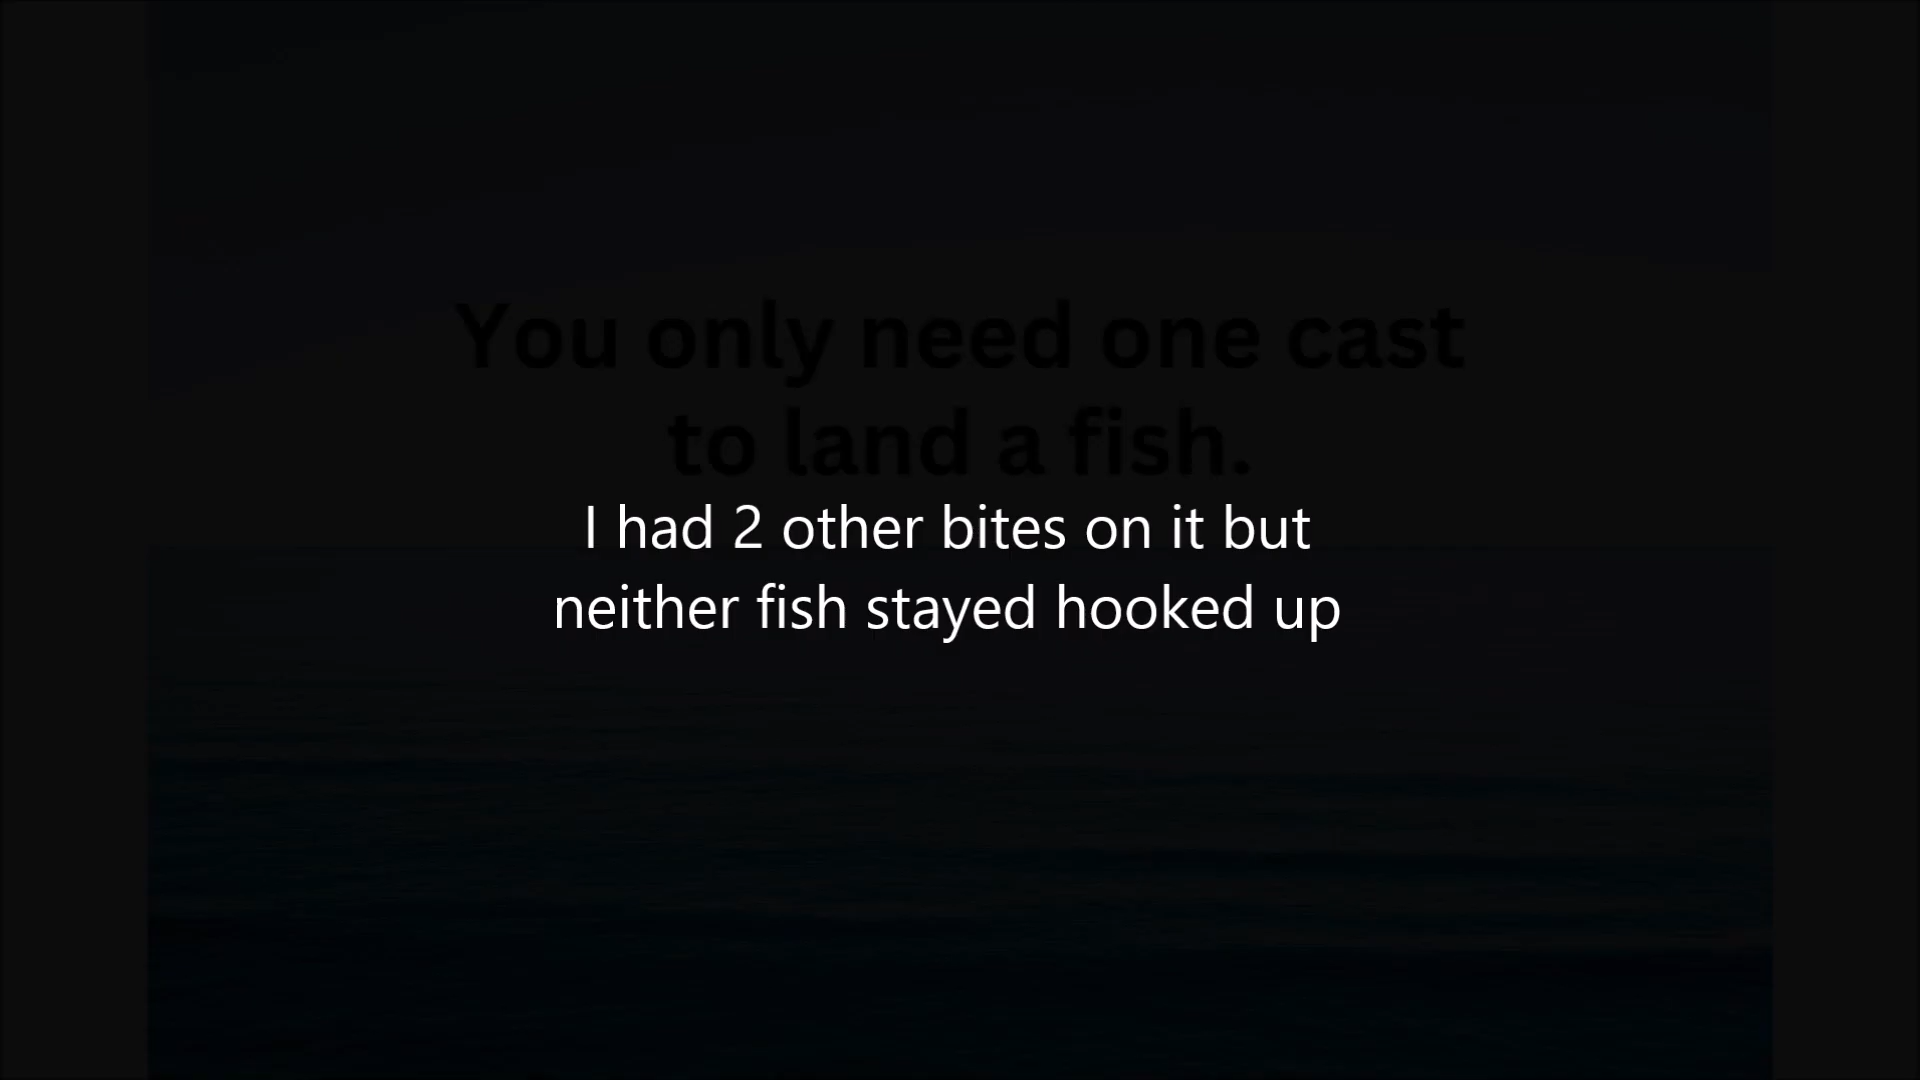 You only need one cast
to land a fish.
I had 2 other bites on it but
neither fish stayed hooked up